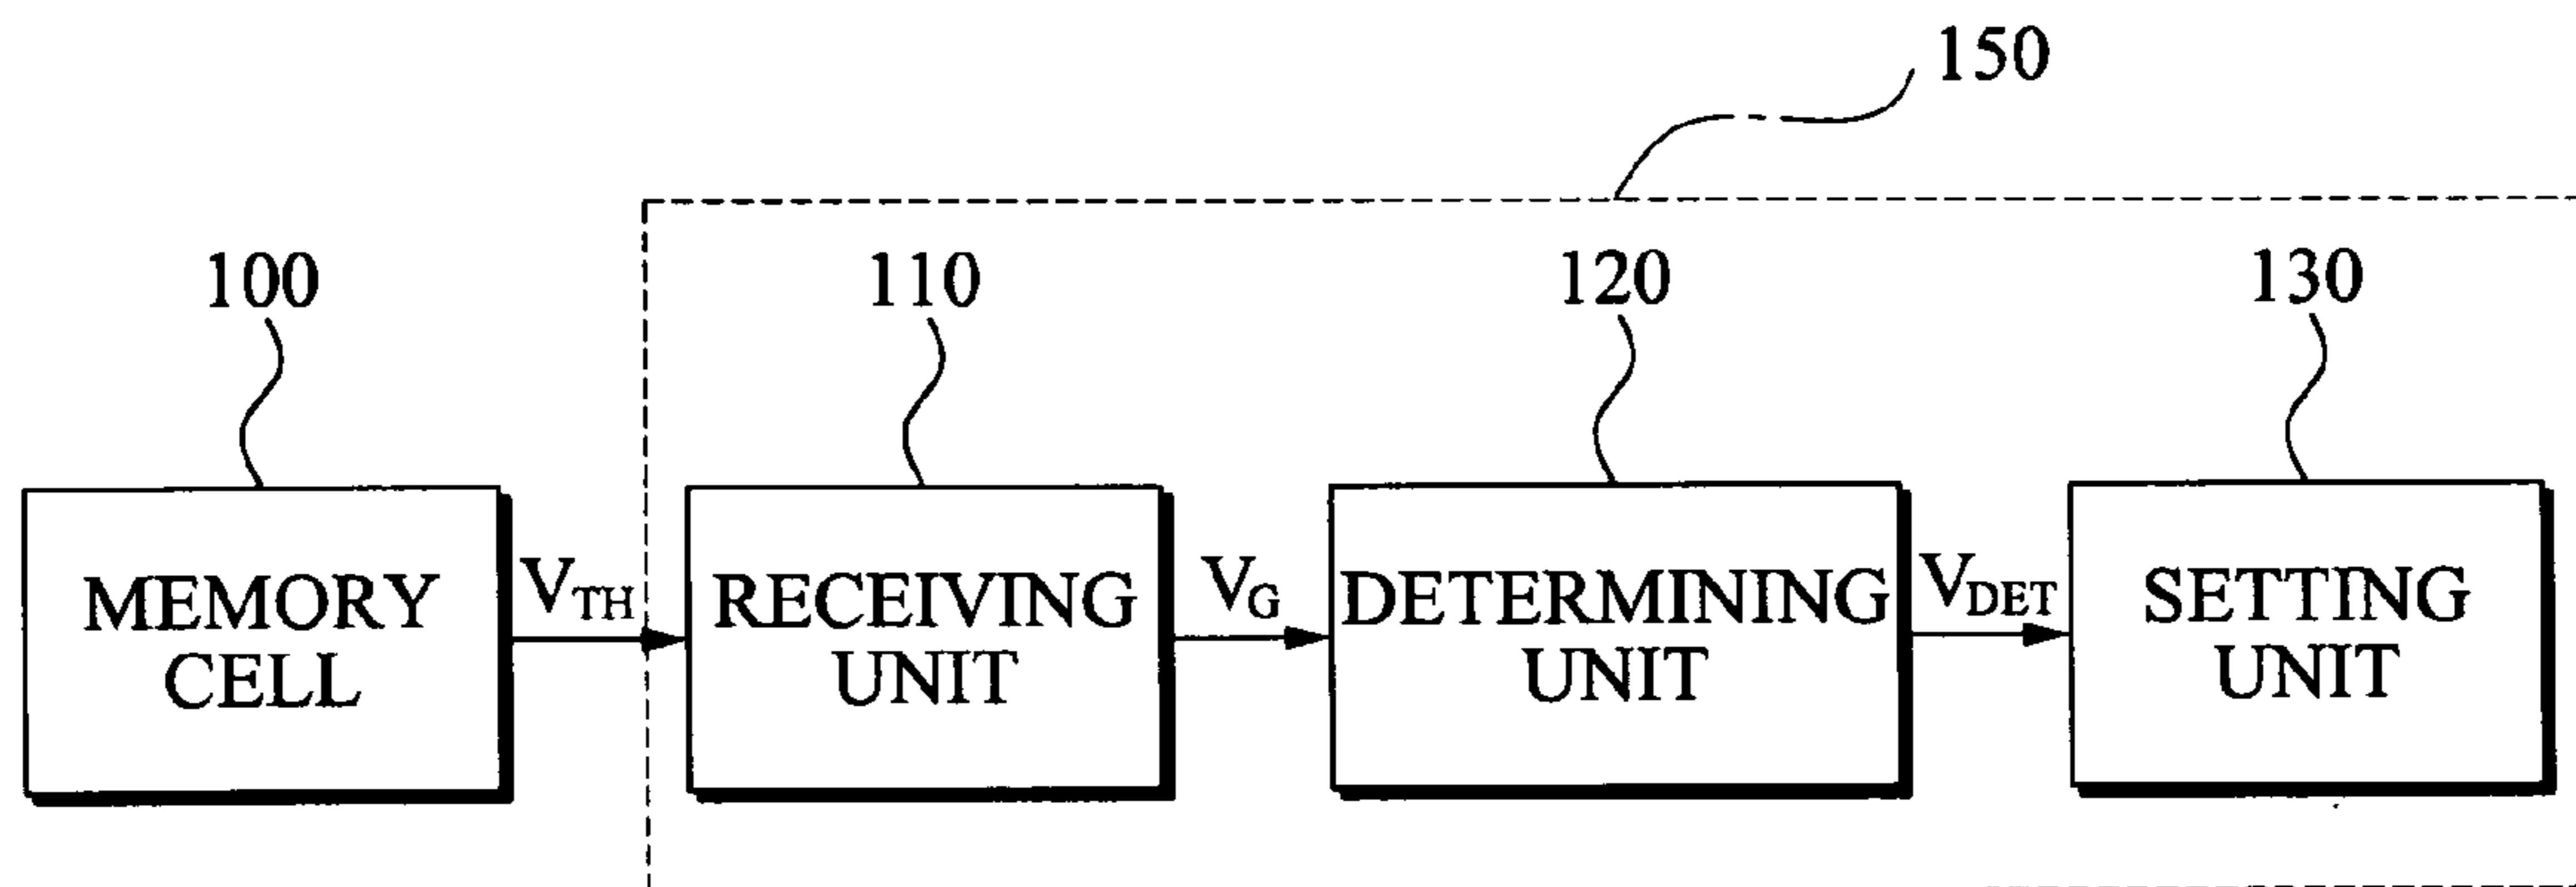 150
100
110
120
130
MEMORY
CELL
VTH
RECEIVING
UNIT
VG
DETERMINING
UNIT
VDET
SETTING
UNIT